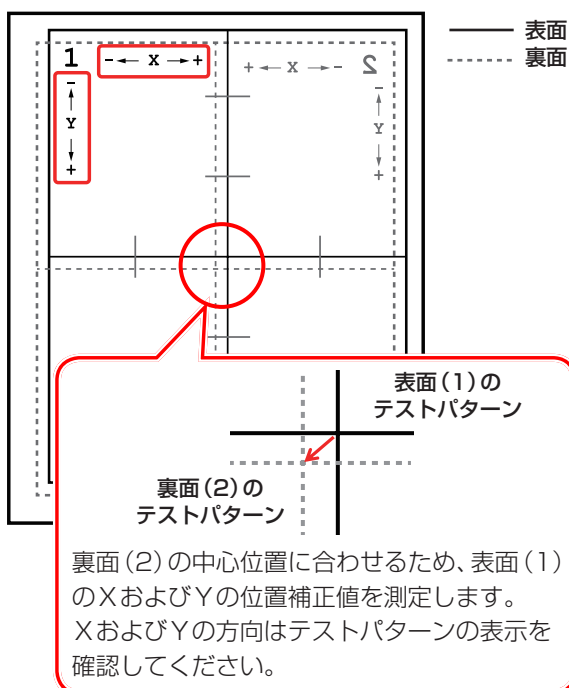 表面
裏面
1
- ← X → +
+ ← X → -
2
-
↑
Y
↓
+
-
↑
Y
↓
+
表面(1)の
テストパターン
裏面(2)の
テストパターン
裏面(2)の中心位置に合わせるため、表面(1)
のXおよびYの位置補正値を測定します。
XおよびYの方向はテストパターンの表示を
確認してください。